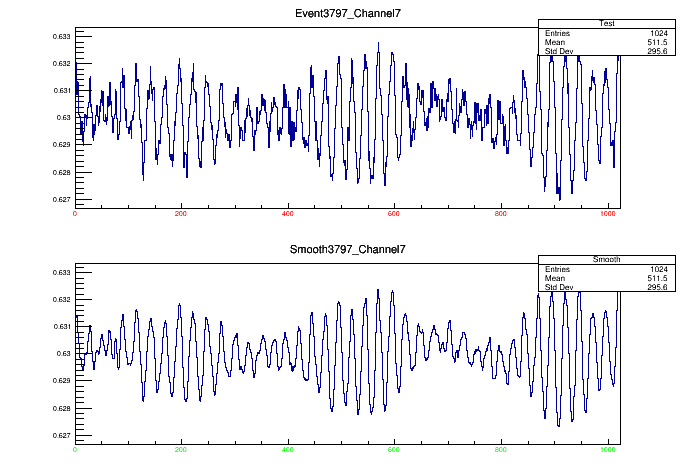 Event3797_Channel7
Test
Entries 1024
Mean 511.5
Std Dev 295.6
0.633
0.632
0.631
0.63
0.629
0.628
0.627
0 200 400 600 800 1000
Smooth3797_Channel7
Smooth
Entries 1024
Mean 511.5
Std Dev 295.6
0.633
0.632
0.631
0.63
0.629
0.628
0.627
0 200 400 600 800 1000